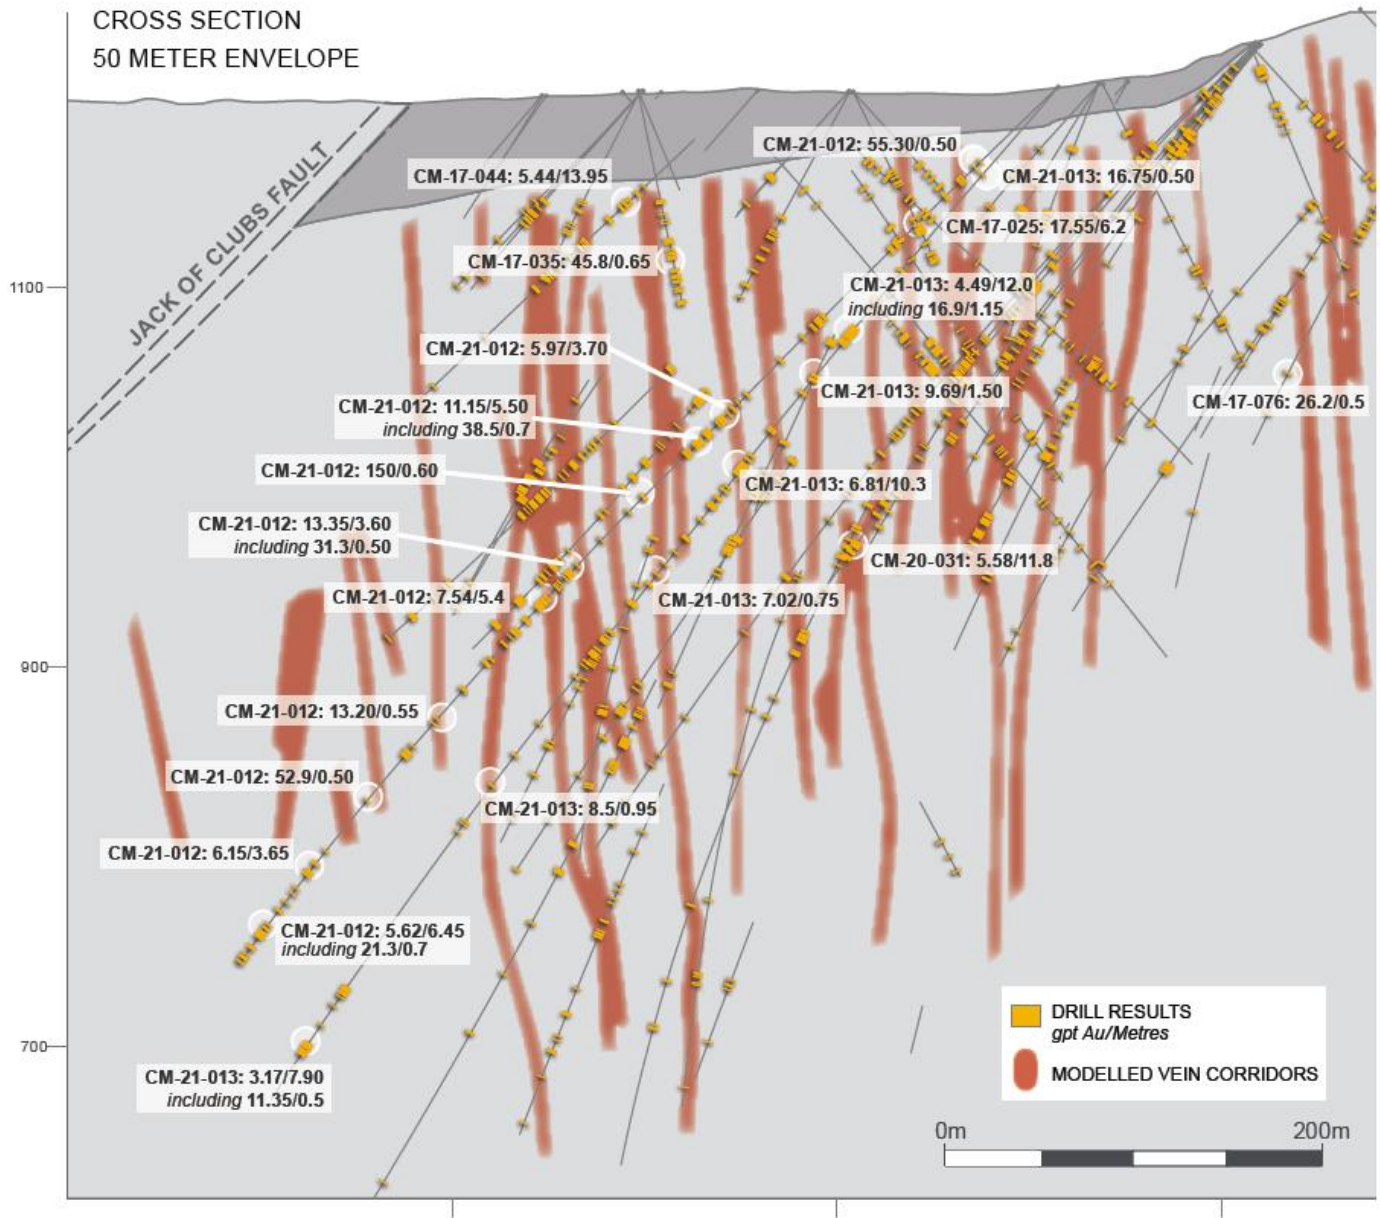 CROSS SECTION
50 METER ENVELOPE
JACK OF CLUBS FAULT
CM-21-012: 55.30/0.50
CM-17-044: 5.44/13.95
CM-21-013: 16.75/0.50
CM-17-025: 17.55/6.2
CM-17-035: 45.8/0.65
1100
CM-21-013: 4.49/12.0
including 16.9/1.15
CM-21-012: 5.97/3.70
CM-21-013: 9.69/1.50
CM-17-076: 26.2/0.5
CM-21-012: 11.15/5.50
including 38.5/0.7
CM-21-012: 150/0.60
CM-21-013: 6.81/10.3
CM-21-012: 13.35/3.60
including 31.3/0.50
CM-20-031: 5.58/11.8
CM-21-012: 7.54/5.4
CM-21-013: 7.02/0.75
900
CM-21-012: 13.20/0.55
CM-21-012: 52.9/0.50
CM-21-013: 8.5/0.95
CM-21-012: 6.15/3.65
CM-21-012: 5.62/6.45
including 21.3/0.7
700
CM-21-013: 3.17/7.90
including 11.35/0.5
DRILL RESULTS
gpt Au/Metres
MODELLED VEIN CORRIDORS
0m
200m